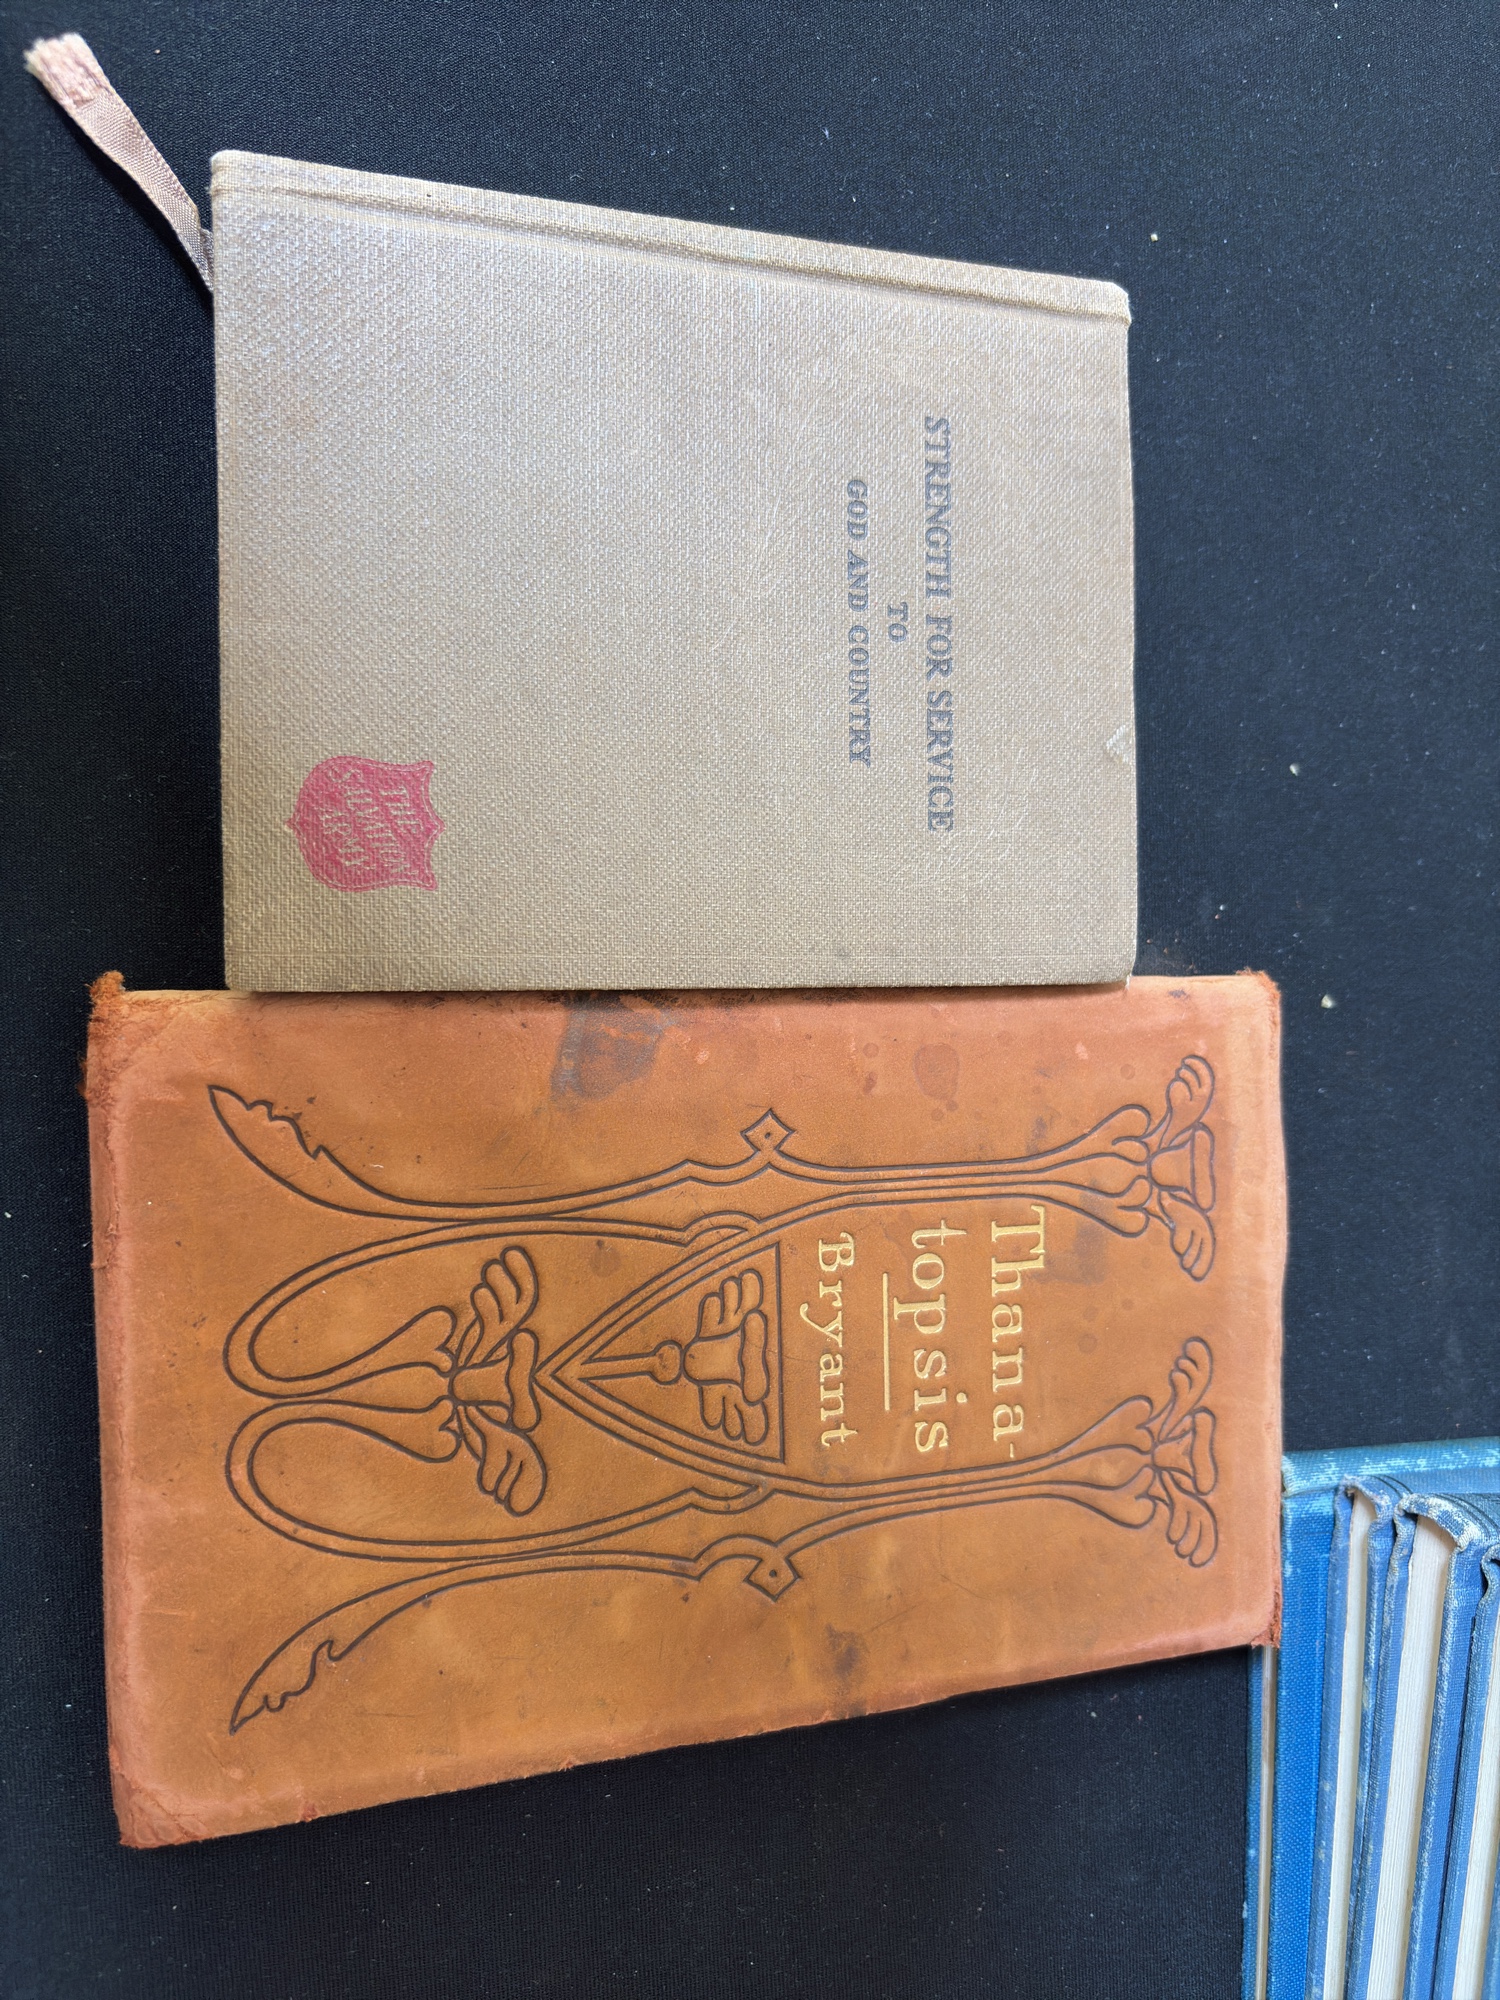 STRENGTH FOR SERVICE
TO
GOD AND COUNTRY
THE
SALVATION
ARMY
Thana-
topsis
Bryant